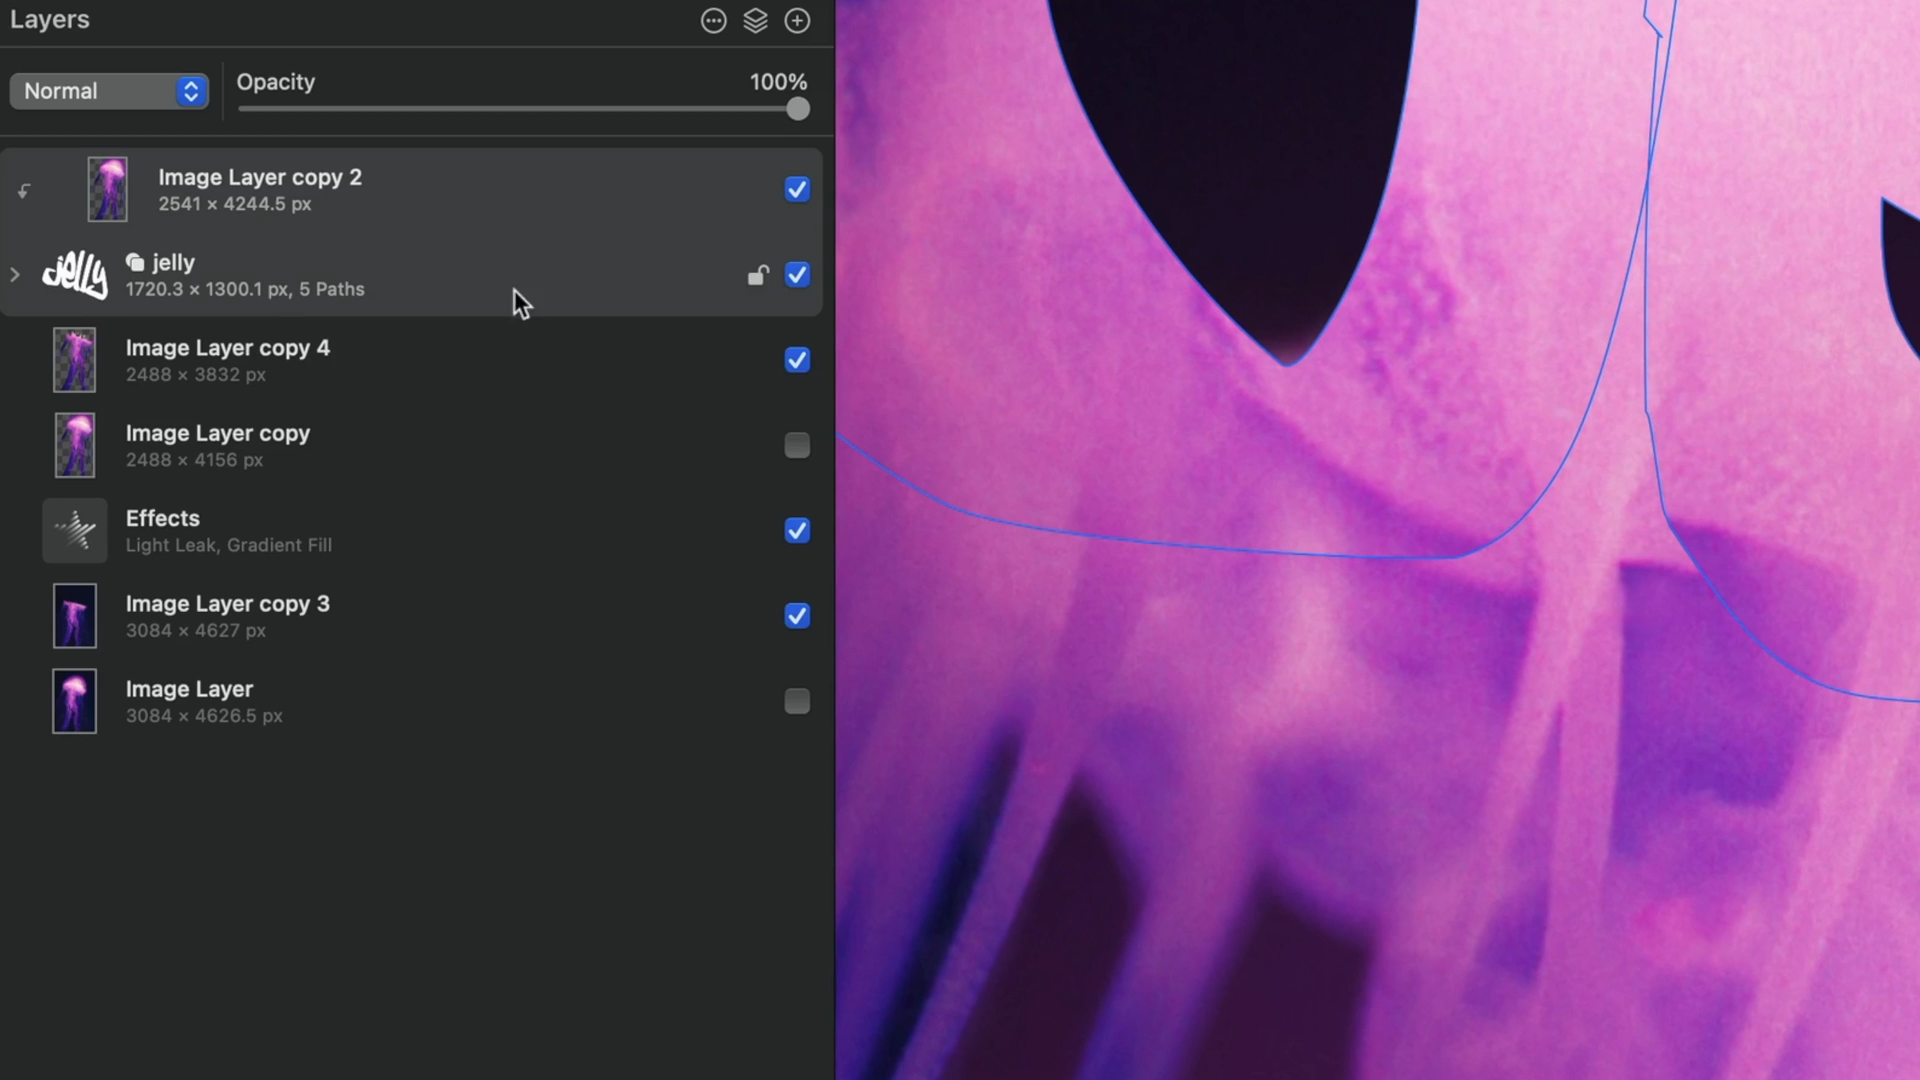 Layers
Normal
Opacity
100%
Image Layer copy 2
2541 × 4244.5 px
jelly
jelly
1720.3 × 1300.1 px, 5 Paths
Image Layer copy 4
2488 × 3832 px
Image Layer copy
2488 × 4156 px
Effects
Light Leak, Gradient Fill
Image Layer copy 3
3084 × 4627 px
Image Layer
3084 × 4626.5 px